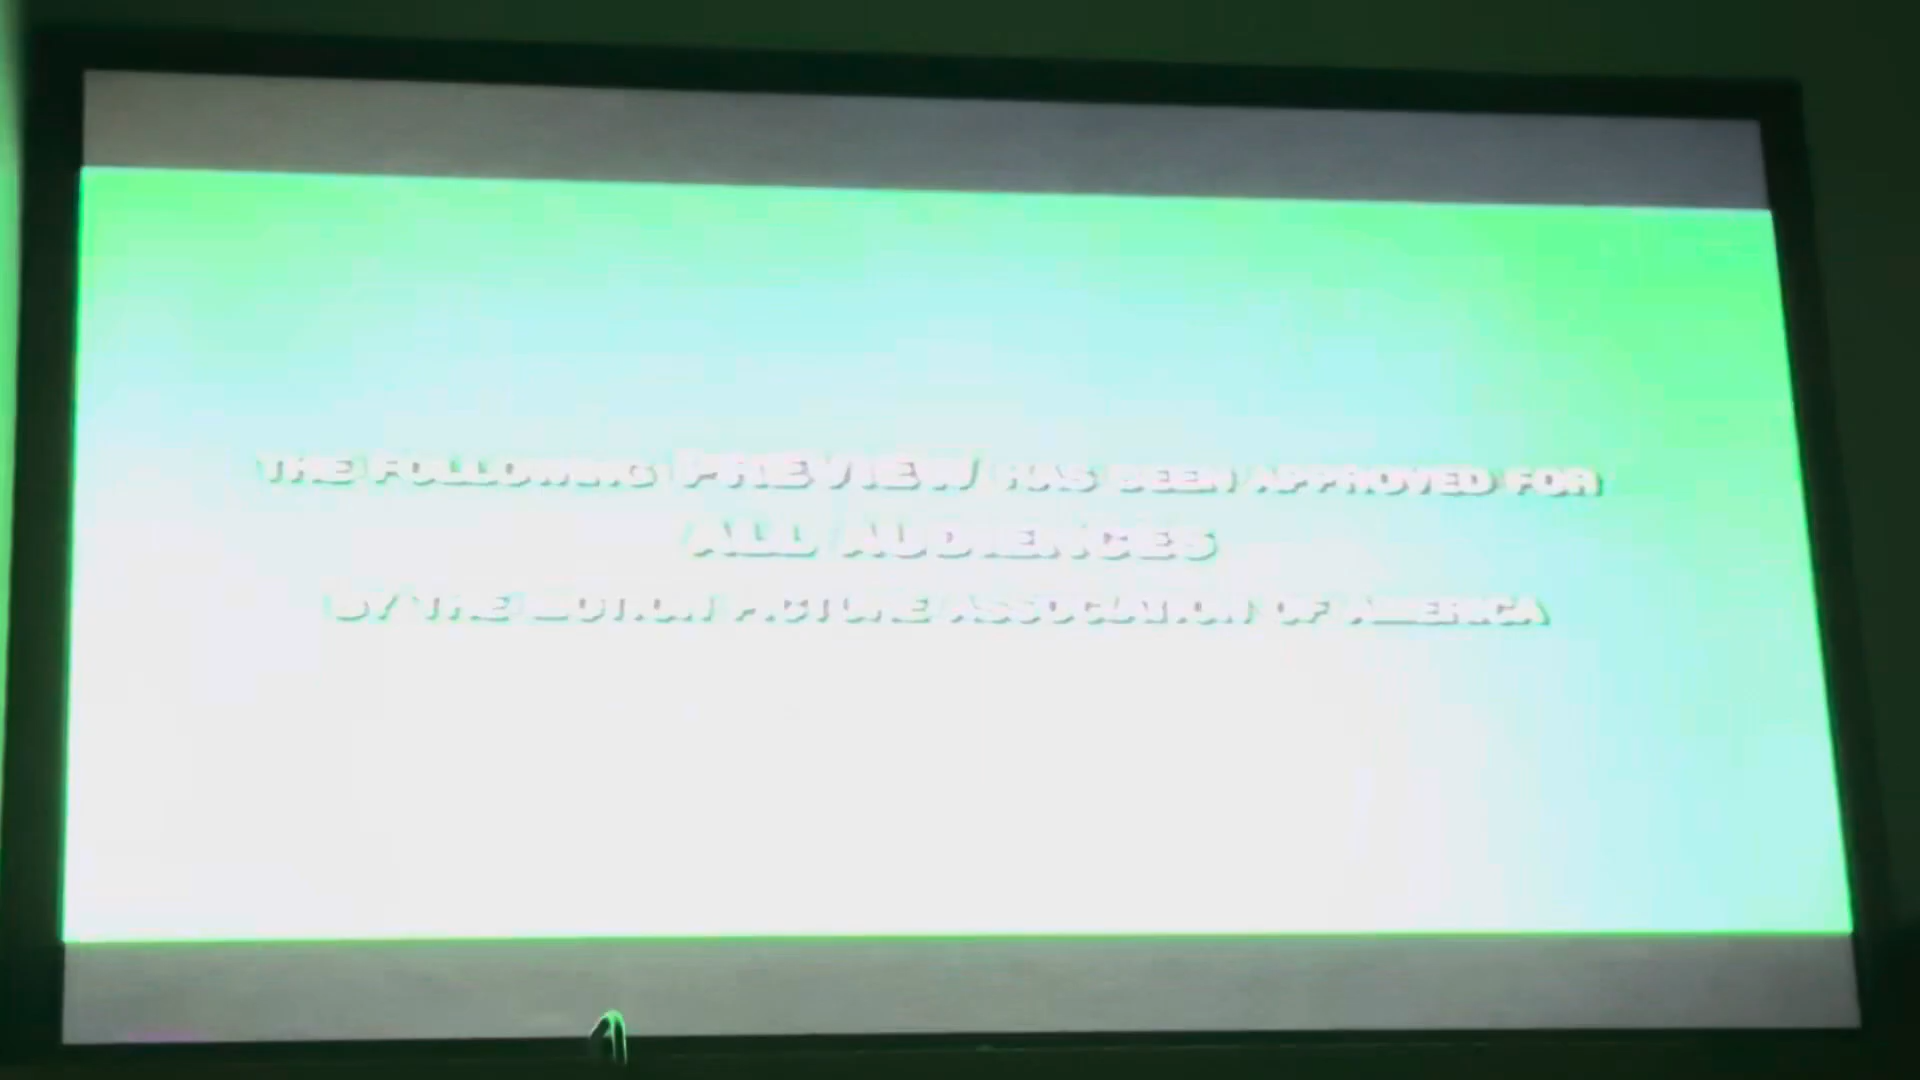 THE FOLLOWING PREVIEW HAS BEEN APPROVED FOR
ALL AUDIENCES
BY THE MOTION PICTURE ASSOCIATION OF AMERICA